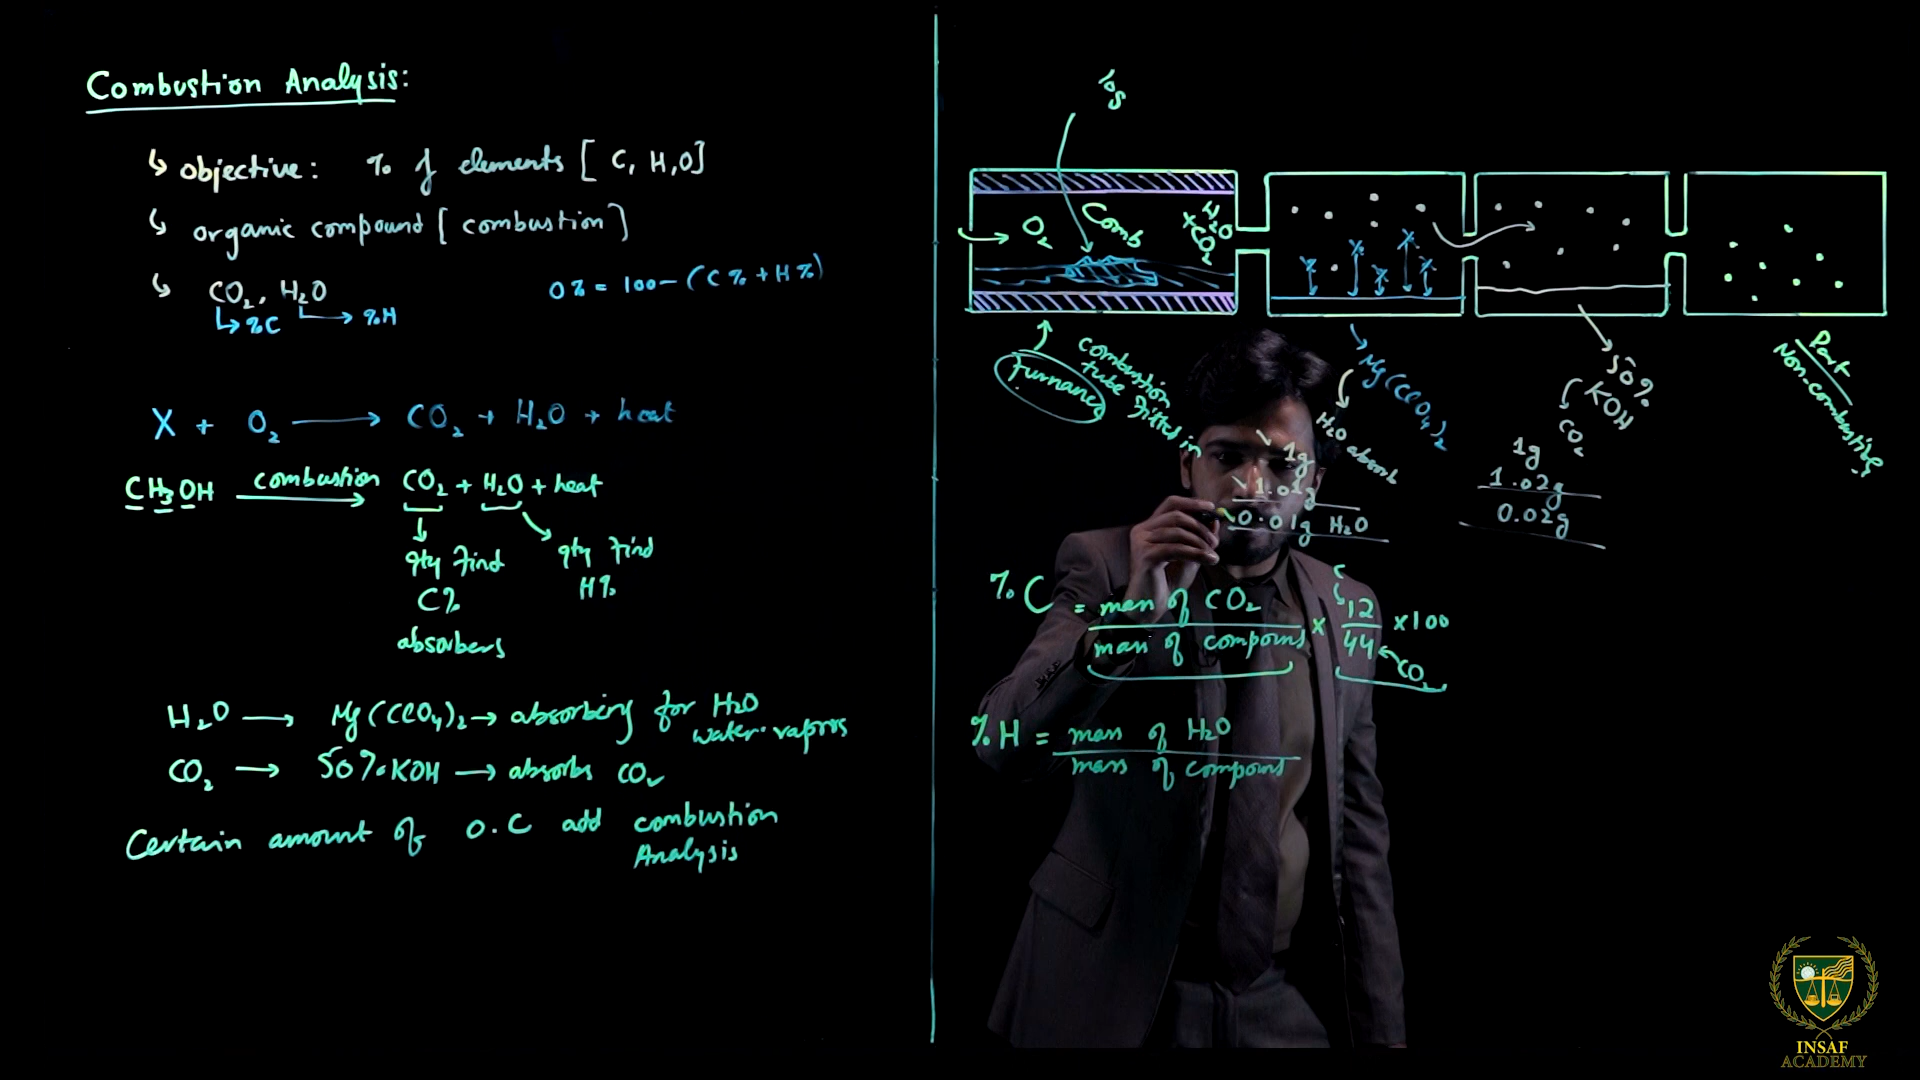 Combustion Analysis:
↳ objective: % of elements [C, H, O]
↳ organic compound [combustion]
↳ CO₂, H₂O
↳ %C → %H
O% = 100 - (C% + H%)
X + O₂ → CO₂ + H₂O + heat
CH₃OH combustion → CO₂ + H₂O + heat
qty find
C%
absorbers
qty find
H%
H₂O → Mg(ClO₄)₂ → absorbing for H₂O
water vapors
CO₂ → 50% KOH → absorbs CO₂
Certain amount of O.C add combustion
Analysis
10g
O₂
Comb
H₂O
+
CO₂
furnance
combustion
tube fitted in
Mg(ClO₄)₂
H₂O absorb
1g
1.01g
0.01g H₂O
50%
KOH
CO₂
1g
1.02g
0.02g
Part
Non-combustive
%C = mass of CO₂ / mass of compound × 12/44 × 100
C
CO₂
%H = mass of H₂O / mass of compound
INSAF
ACADEMY